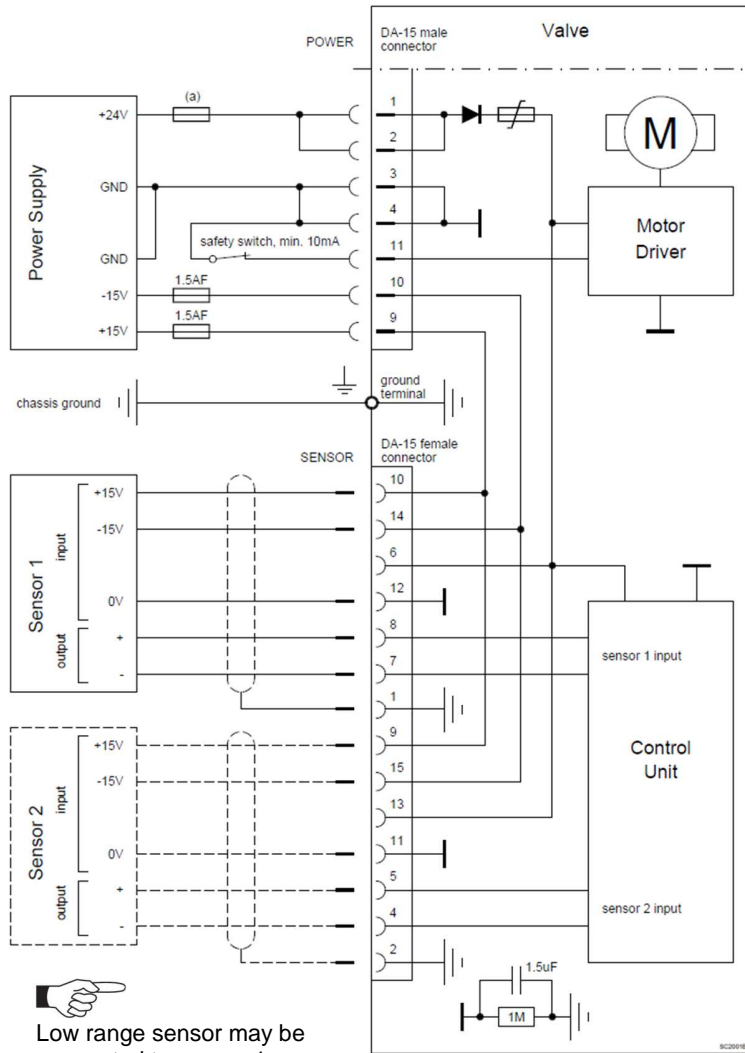 POWER
DA-15 male
connector
Valve
Power Supply
+24V
(a)
GND
GND
safety switch, min. 10mA
-15V
1.5AF
+15V
1.5AF
1
2
3
4
11
10
9
M
Motor
Driver
chassis ground
ground
terminal
SENSOR
DA-15 female
connector
Sensor 1
input
+15V
-15V
0V
output
+
-
10
14
6
12
8
7
1
sensor 1 input
Sensor 2
input
+15V
-15V
0V
output
+
-
9
15
13
11
5
4
2
Control
Unit
sensor 2 input
1.5uF
1M
Low range sensor may be
SC2001E